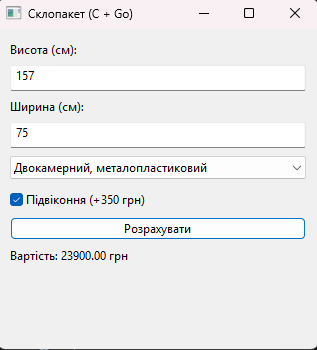 Склопакет (C + Go)
Висота (см):
157
Ширина (см):
75
Двокамерний, металопластиковий
Підвіконня (+350 грн)
Розрахувати
Вартість: 23900.00 грн